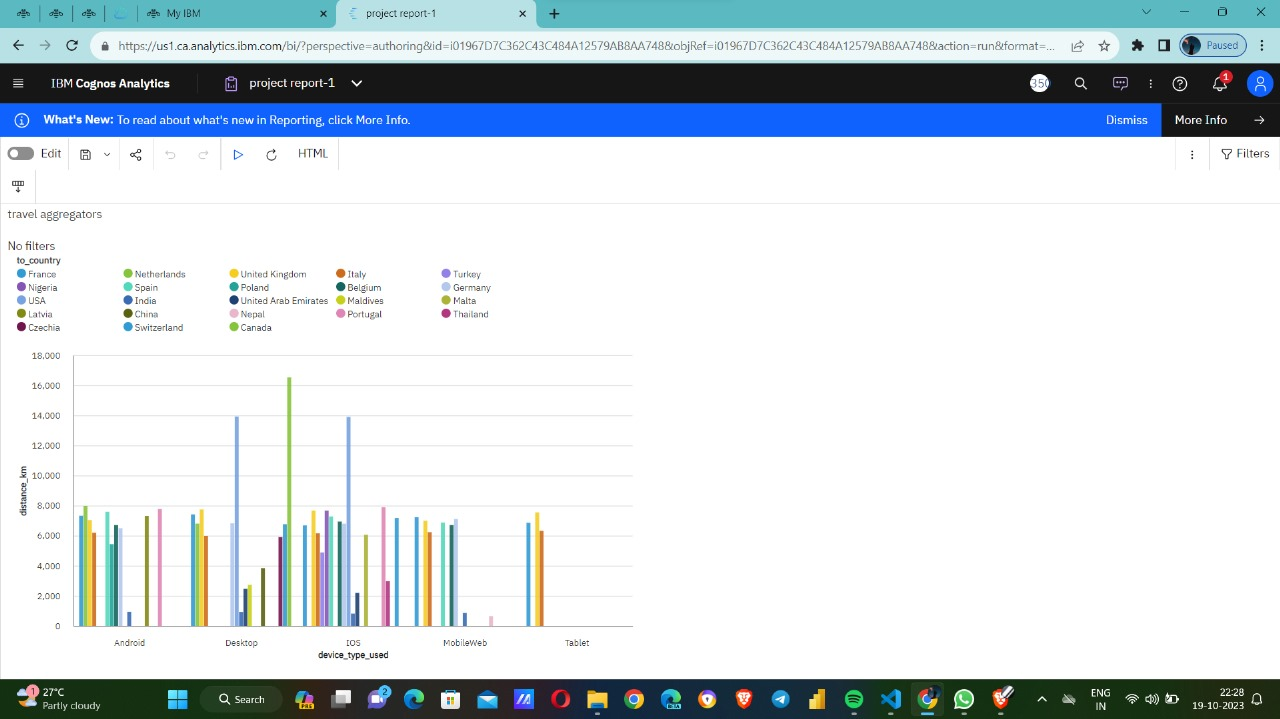 My IBM
project report-1
https://us1.ca.analytics.ibm.com/bi/?perspective=authoring&id=i01967D7C362C43C484A12579AB8AA748&objRef=i01967D7C362C43C484A12579AB8AA748&action=run&format=...
Paused
IBM Cognos Analytics
project report-1
350
1
What's New: To read about what's new in Reporting, click More Info.
Dismiss
More Info
Edit
HTML
Filters
travel aggregators
No filters
to_country
France Netherlands United Kingdom Italy Turkey
Nigeria Spain Poland Belgium Germany
USA India United Arab Emirates Maldives Malta
Latvia China Nepal Portugal Thailand
Czechia Switzerland Canada
18,000
16,000
14,000
12,000
10,000
8,000
6,000
4,000
2,000
0
distance_km
Android Desktop IOS MobileWeb Tablet
device_type_used
1
27°C
Partly cloudy
Search
PRE
2
BETA
ENG
IN
22:28
19-10-2023